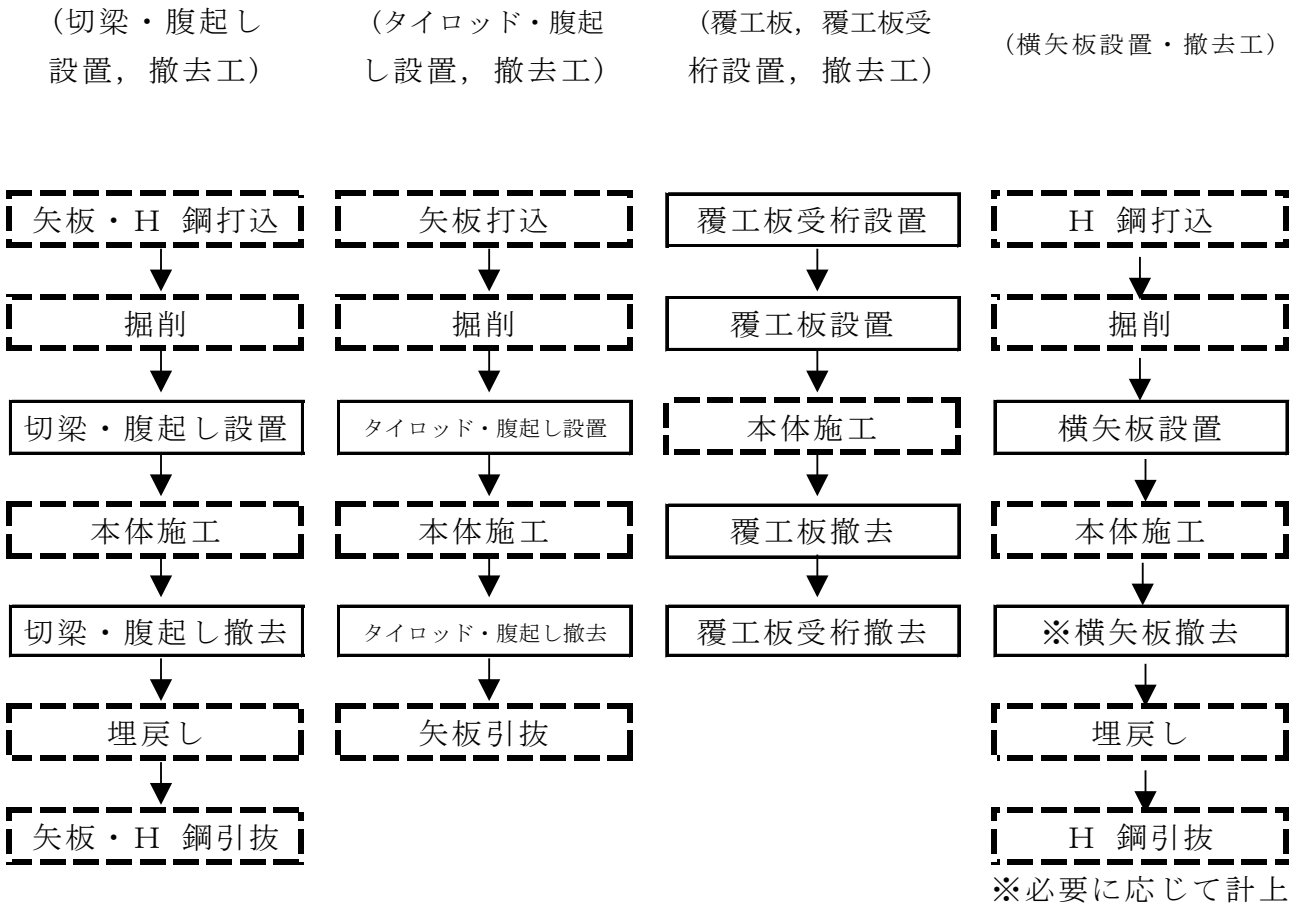 (切梁・腹起し
設置，撤去工)
(タイロッド・腹起
し設置，撤去工)
(覆工板，覆工板受
桁設置，撤去工)
(横矢板設置・撤去工)
矢板・H 鋼打込
掘削
切梁・腹起し設置
本体施工
切梁・腹起し撤去
埋戻し
矢板・H 鋼引抜
矢板打込
掘削
タイロッド・腹起し設置
本体施工
タイロッド・腹起し撤去
矢板引抜
覆工板受桁設置
覆工板設置
本体施工
覆工板撤去
覆工板受桁撤去
H 鋼打込
掘削
横矢板設置
本体施工
※横矢板撤去
埋戻し
H 鋼引抜
※必要に応じて計上